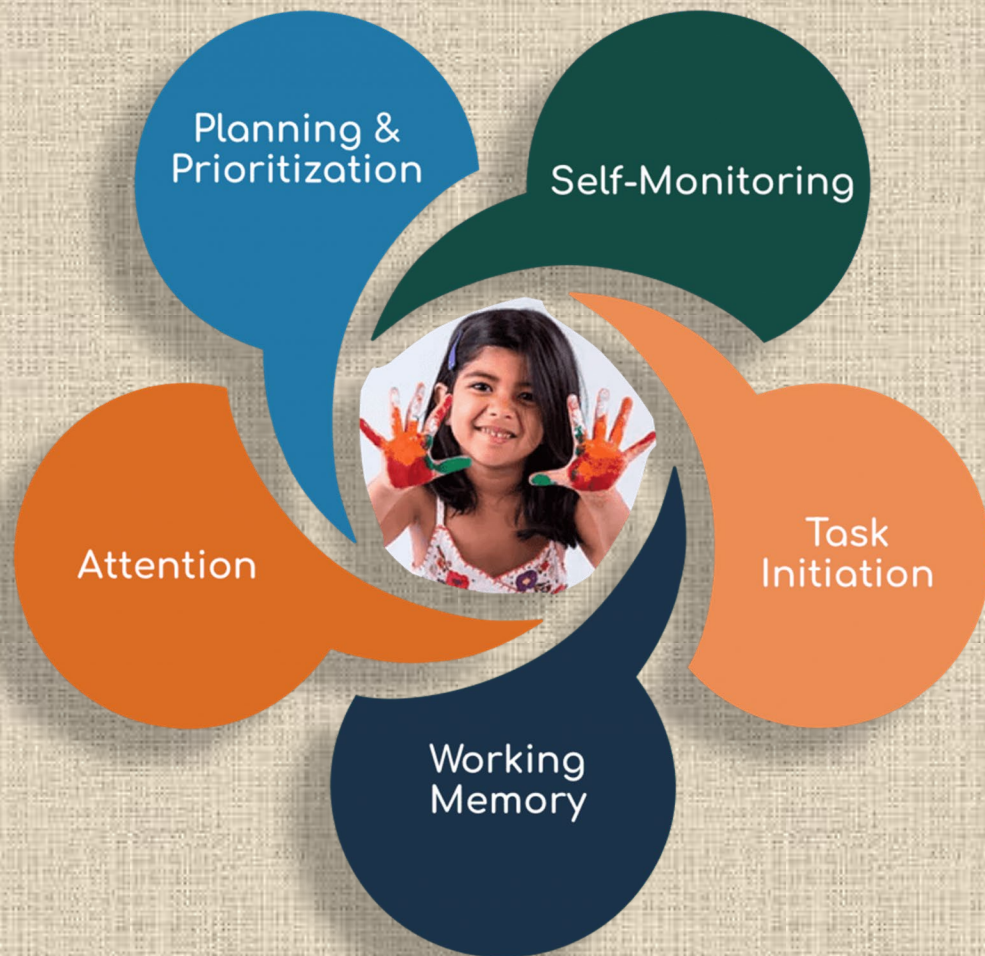 Planning &
Prioritization
Self-Monitoring
Attention
Task
Initiation
Working
Memory